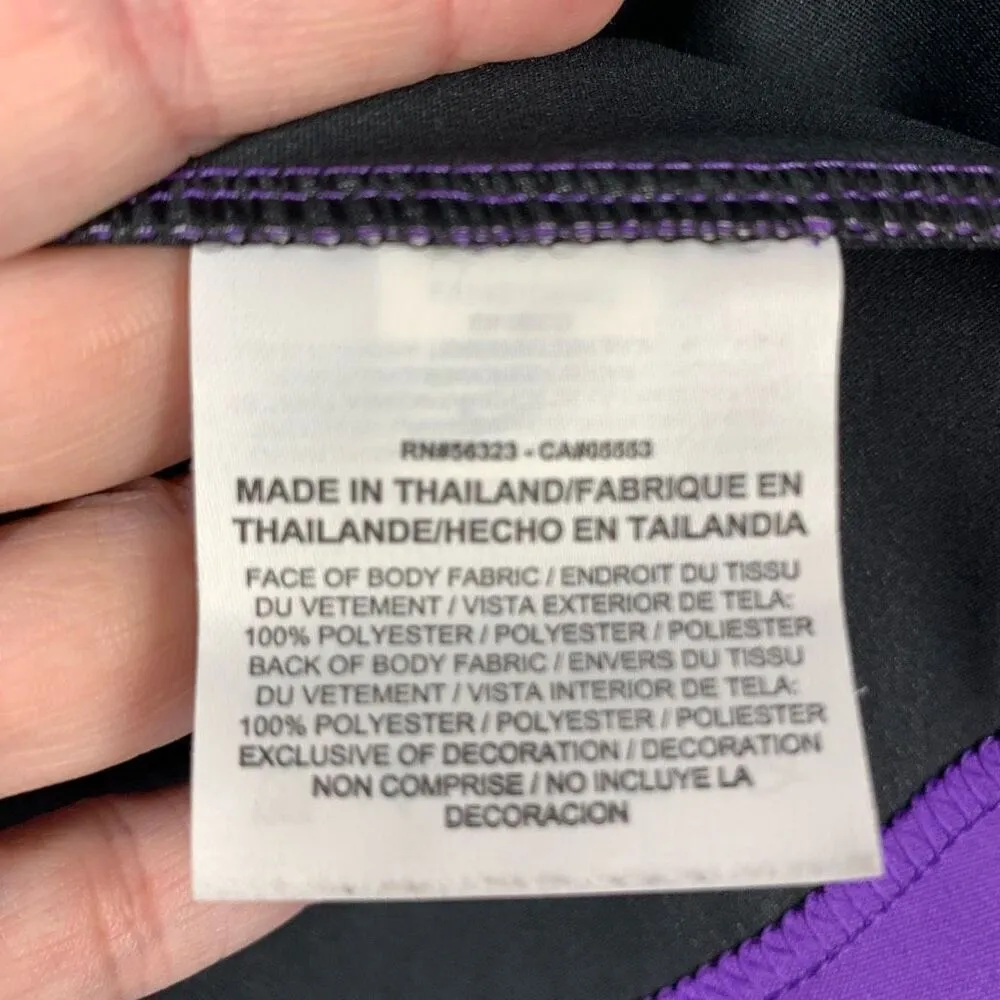 RN#56323 - CA#05553
MADE IN THAILAND/FABRIQUE EN
THAILANDE/HECHO EN TAILANDIA
FACE OF BODY FABRIC / ENDROIT DU TISSU
DU VETEMENT / VISTA EXTERIOR DE TELA:
100% POLYESTER / POLYESTER / POLIESTER
BACK OF BODY FABRIC / ENVERS DU TISSU
DU VETEMENT / VISTA INTERIOR DE TELA:
100% POLYESTER / POLYESTER / POLIESTER
EXCLUSIVE OF DECORATION / DECORATION
NON COMPRISE / NO INCLUYE LA
DECORACION